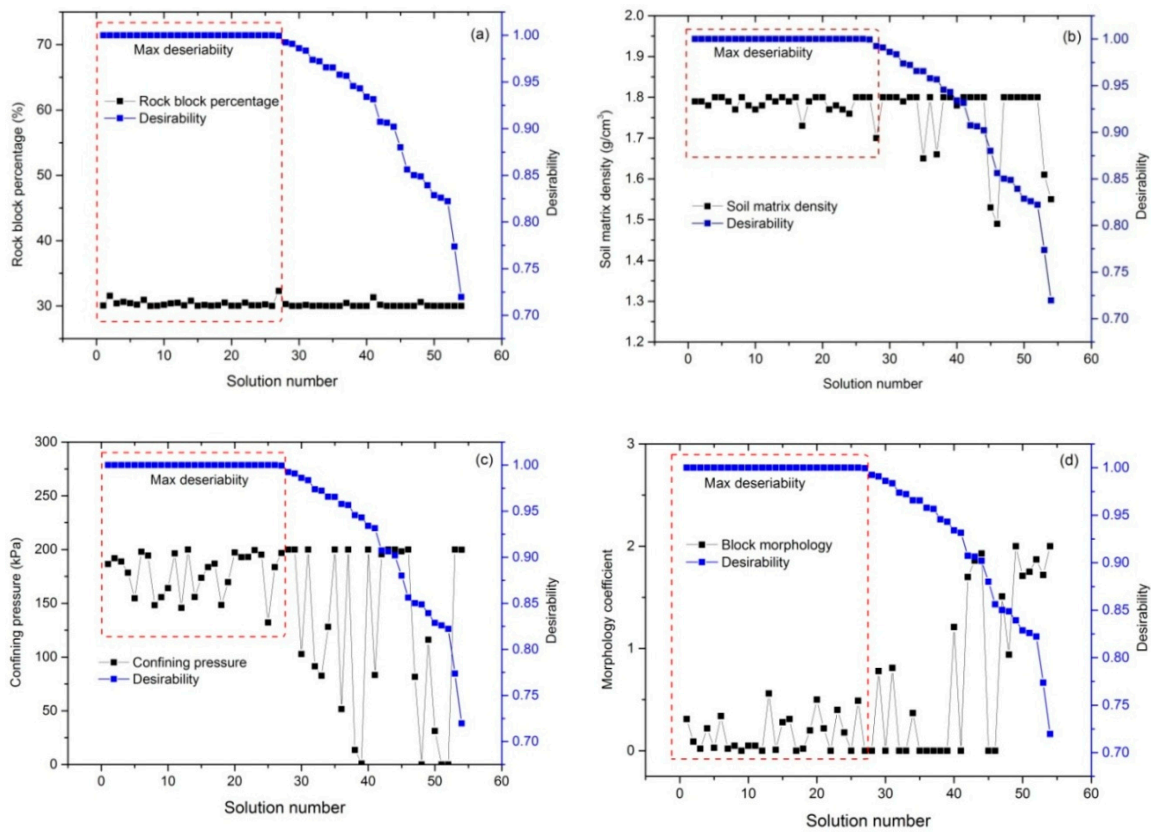 (a)
Max deseriabiity
Rock block percentage
Desirability
Rock block percentage (%)
70
60
50
40
30
0 10 20 30 40 50 60
Solution number
1.00
0.95
0.90
0.85
0.80
0.75
0.70
Desirability
(b)
Max deseriabiity
Soil matrix density
Desirability
Soil matrix density (g/cm³)
2.0
1.9
1.8
1.7
1.6
1.5
1.4
1.3
1.2
0 10 20 30 40 50 60
Solution number
1.00
0.95
0.90
0.85
0.80
0.75
0.70
Desirability
(c)
Max deseriabiity
Confining pressure
Desirability
Confining pressure (kPa)
300
250
200
150
100
50
0
0 10 20 30 40 50 60
Solution number
1.00
0.95
0.90
0.85
0.80
0.75
0.70
Desirability
(d)
Max deseriabiity
Block morphology
Desirability
Morphology coefficient
3
2
1
0
0 10 20 30 40 50 60
Solution number
1.00
0.95
0.90
0.85
0.80
0.75
0.70
Desirability